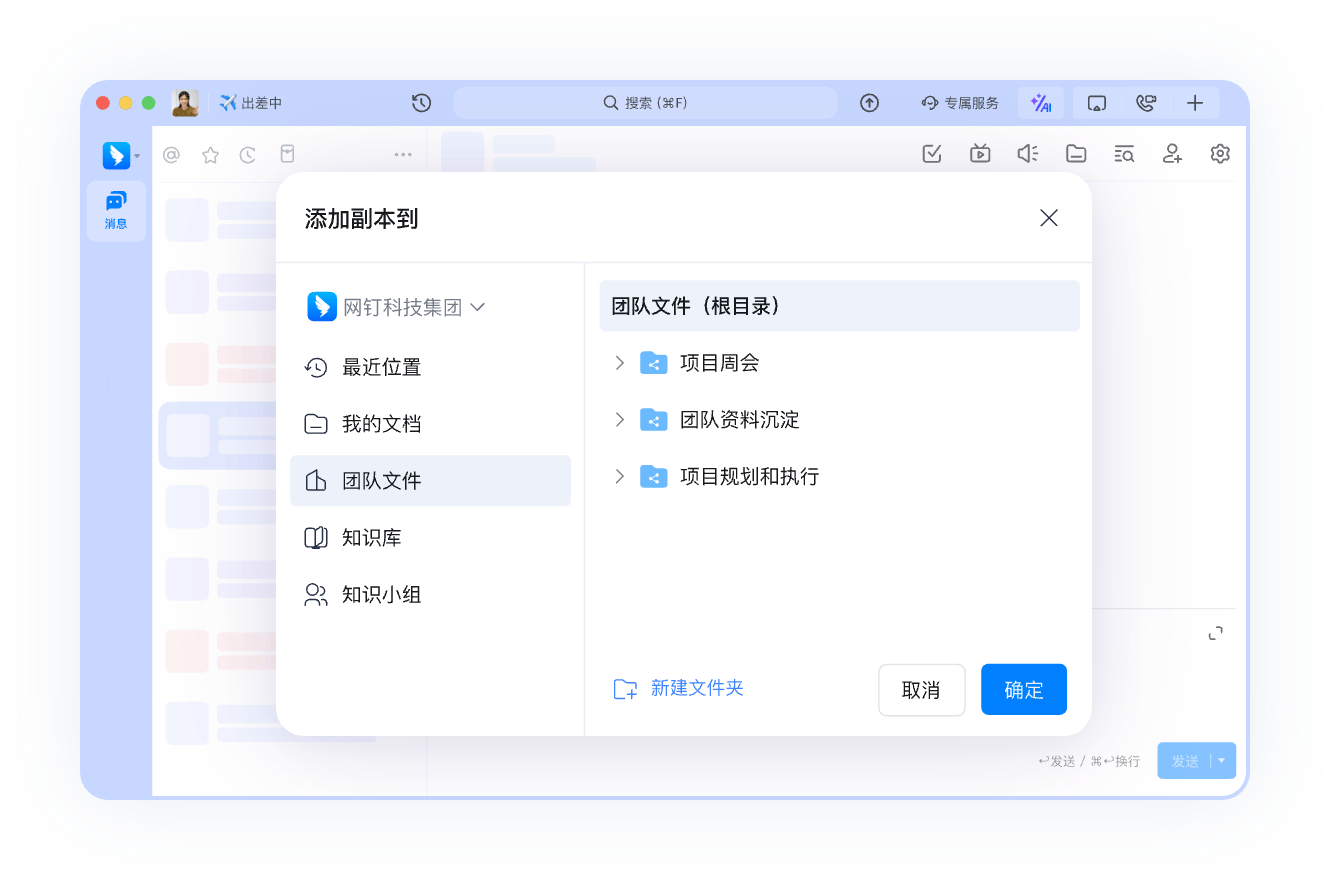 出差中
搜索 (⌘F)
专属服务
AI
消息
添加副本到
网钉科技集团
最近位置
我的文档
团队文件
知识库
知识小组
团队文件（根目录）
项目周会
团队资料沉淀
项目规划和执行
新建文件夹
取消
确定
↩发送 / ⌘↩换行
发送